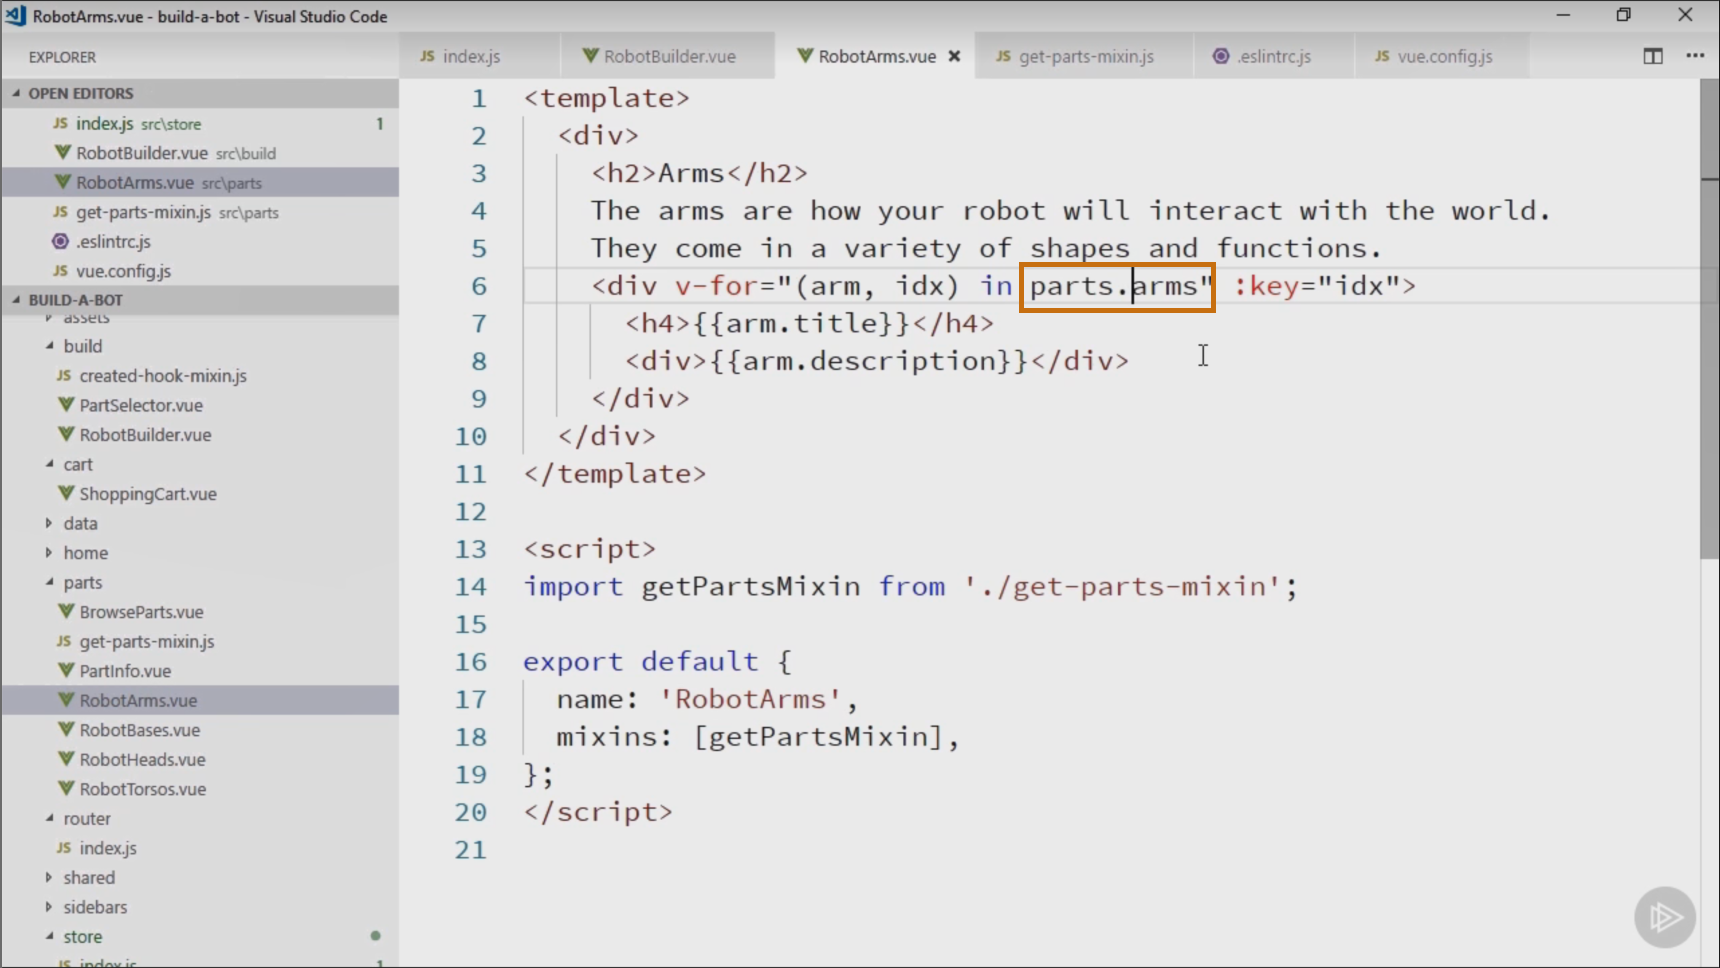 RobotArms.vue - build-a-bot - Visual Studio Code
EXPLORER
JS index.js
RobotBuilder.vue
RobotArms.vue
JS get-parts-mixin.js
.eslintrc.js
JS vue.config.js
OPEN EDITORS
JS index.js src\store 1
RobotBuilder.vue src\build
RobotArms.vue src\parts
JS get-parts-mixin.js src\parts
.eslintrc.js
JS vue.config.js
BUILD-A-BOT
assets
build
JS created-hook-mixin.js
PartSelector.vue
RobotBuilder.vue
cart
ShoppingCart.vue
data
home
parts
BrowseParts.vue
JS get-parts-mixin.js
PartInfo.vue
RobotArms.vue
RobotBases.vue
RobotHeads.vue
RobotTorsos.vue
router
JS index.js
shared
sidebars
store
JS index.js 1
1 <template>
2 <div>
3 <h2>Arms</h2>
4 The arms are how your robot will interact with the world.
5 They come in a variety of shapes and functions.
6 <div v-for="(arm, idx) in parts.arms" :key="idx">
7 <h4>{{arm.title}}</h4>
8 <div>{{arm.description}}</div>
9 </div>
10 </div>
11 </template>
12
13 <script>
14 import getPartsMixin from './get-parts-mixin';
15
16 export default {
17 name: 'RobotArms',
18 mixins: [getPartsMixin],
19 };
20 </script>
21